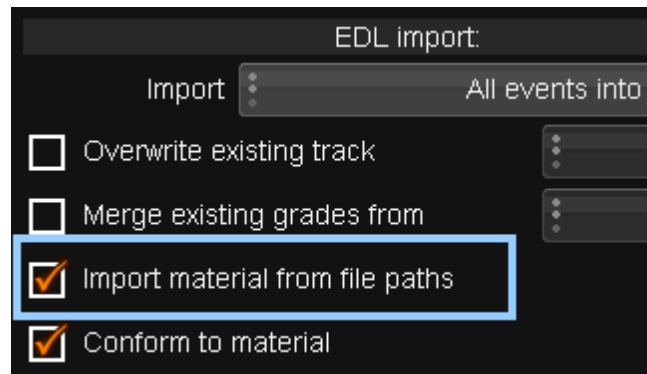 EDL import:
Import All events into
Overwrite existing track
Merge existing grades from
Import material from file paths
Conform to material